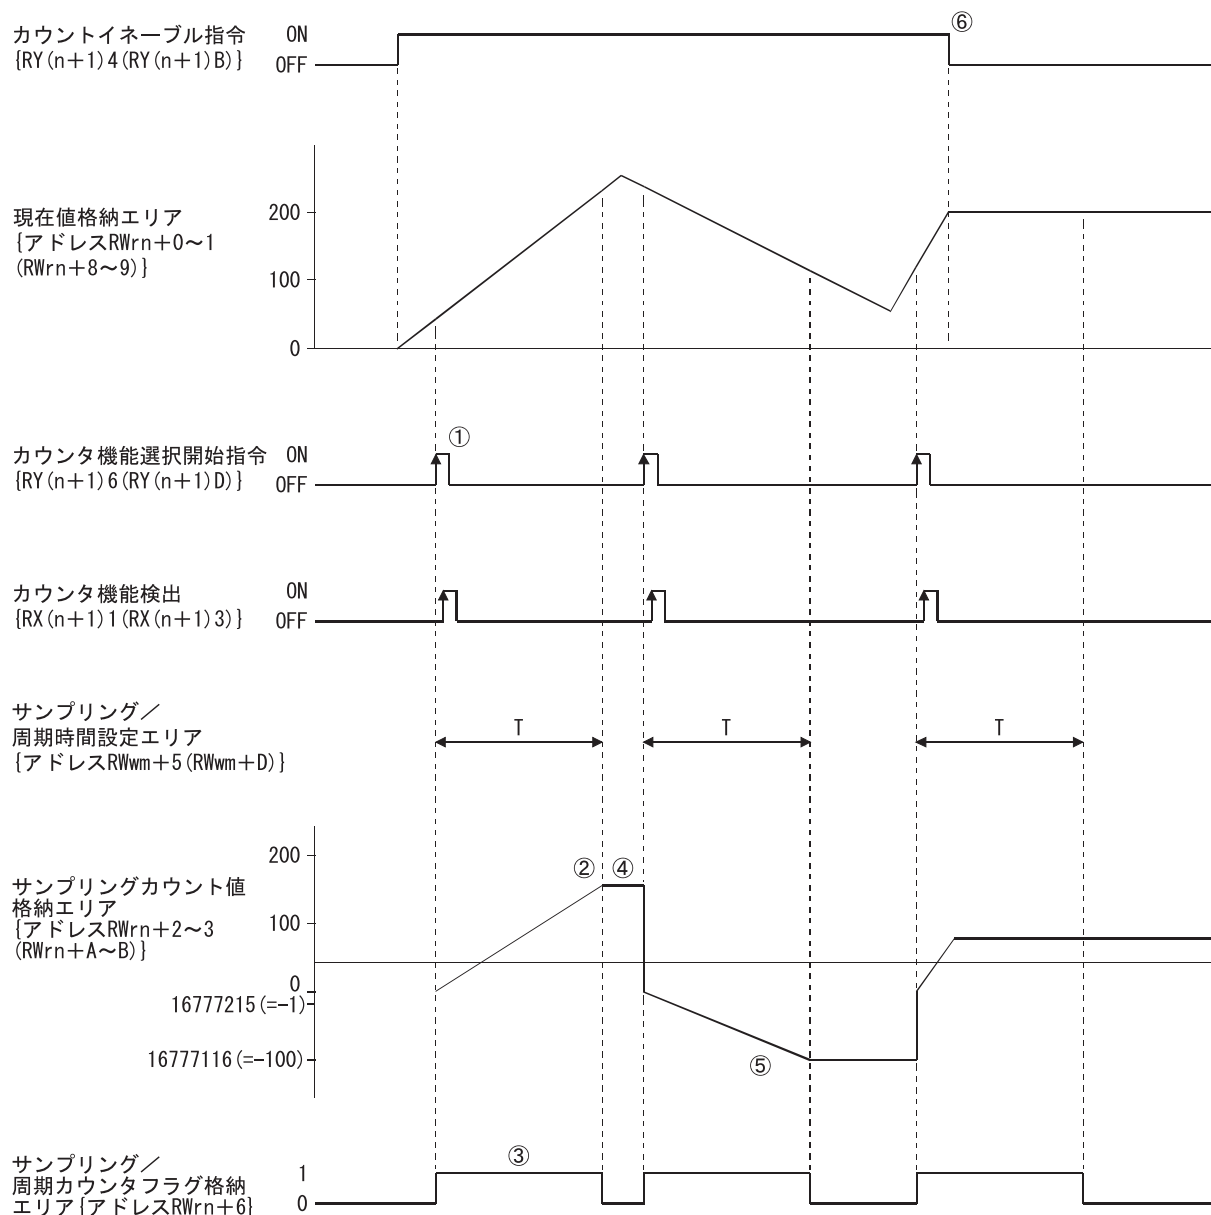 ⑥
カウントイネーブル指令 ON
{RY(n+1)4(RY(n+1)B)} OFF
現在値格納エリア
{アドレスRWrn+0～1
(RWrn+8～9)}
200
100
0
①
カウンタ機能選択開始指令 ON
{RY(n+1)6(RY(n+1)D)} OFF
カウンタ機能検出 ON
{RX(n+1)1(RX(n+1)3)} OFF
サンプリング／
周期時間設定エリア
{アドレスRWwm+5(RWwm+D)}
T T T
サンプリングカウント値
格納エリア
{アドレスRWrn+2～3
(RWrn+A～B)}
200
100
0
16777215(=-1)
16777116(=-100)
② ④
⑤
③
サンプリング／
周期カウンタフラグ格納
エリア{アドレスRWrn+6}
1
0